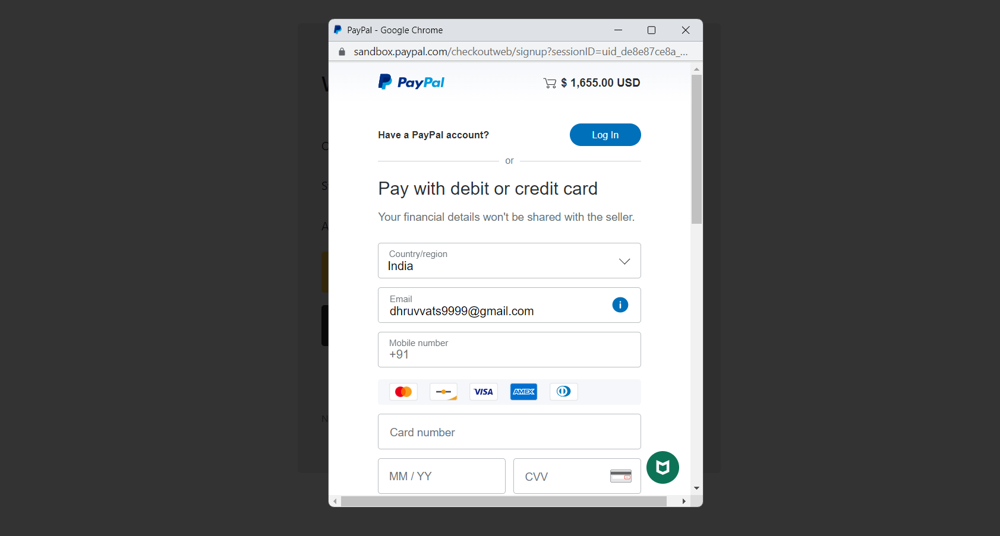 PayPal - Google Chrome
sandbox.paypal.com/checkoutweb/signup?sessionID=uid_de8e87ce8a_...
PayPal
$ 1,655.00 USD
Have a PayPal account?
Log In
or
Pay with debit or credit card
Your financial details won't be shared with the seller.
Country/region
India
Email
dhruvvats9999@gmail.com
Mobile number
+91
VISA
AMEX
Card number
MM / YY
CVV